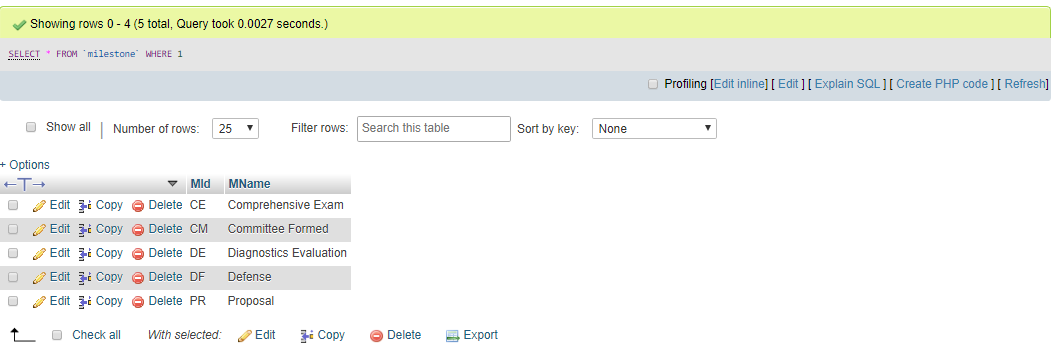 Showing rows 0 - 4 (5 total, Query took 0.0027 seconds.)
SELECT * FROM `milestone` WHERE 1
Profiling [Edit inline] [ Edit ] [ Explain SQL ] [ Create PHP code ] [ Refresh]
Show all | Number of rows: 25 Filter rows: Search this table Sort by key: None
+ Options
←T→ MId MName
Edit Copy Delete CE Comprehensive Exam
Edit Copy Delete CM Committee Formed
Edit Copy Delete DE Diagnostics Evaluation
Edit Copy Delete DF Defense
Edit Copy Delete PR Proposal
Check all With selected: Edit Copy Delete Export